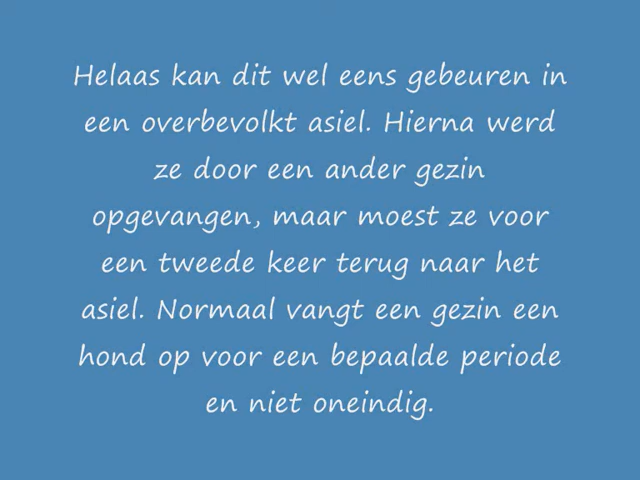 Helaas kan dit wel eens gebeuren in
een overbevolkt asiel. Hierna werd
ze door een ander gezin
opgevangen, maar moest ze voor
een tweede keer terug naar het
asiel. Normaal vangt een gezin een
hond op voor een bepaalde periode
en niet oneindig.